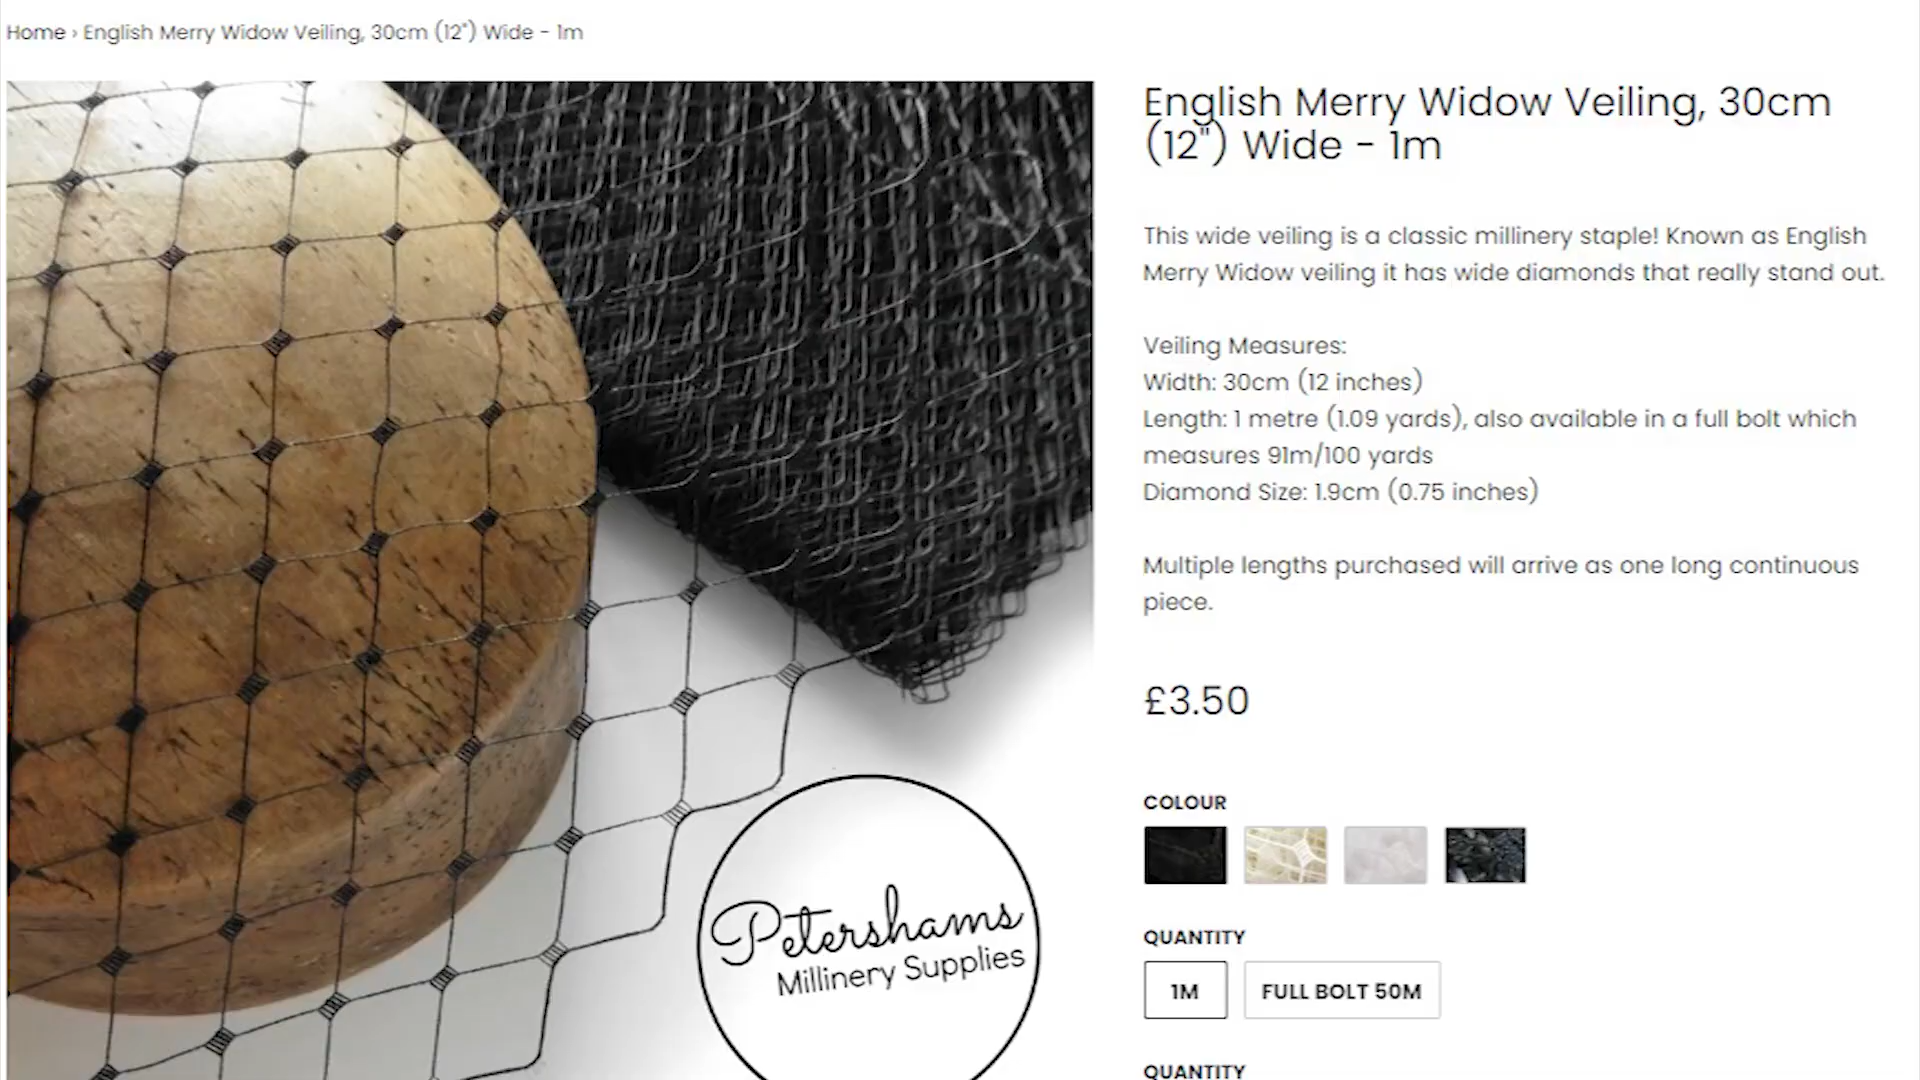 Home › English Merry Widow Veiling, 30cm (12") Wide - 1m
English Merry Widow Veiling, 30cm
(12") Wide - 1m
This wide veiling is a classic millinery staple! Known as English
Merry Widow veiling it has wide diamonds that really stand out.
Veiling Measures:
Width: 30cm (12 inches)
Length: 1 metre (1.09 yards), also available in a full bolt which
measures 91m/100 yards
Diamond Size: 1.9cm (0.75 inches)
Multiple lengths purchased will arrive as one long continuous
piece.
£3.50
COLOUR
QUANTITY
1M
FULL BOLT 50M
QUANTITY
Petershams
Millinery Supplies